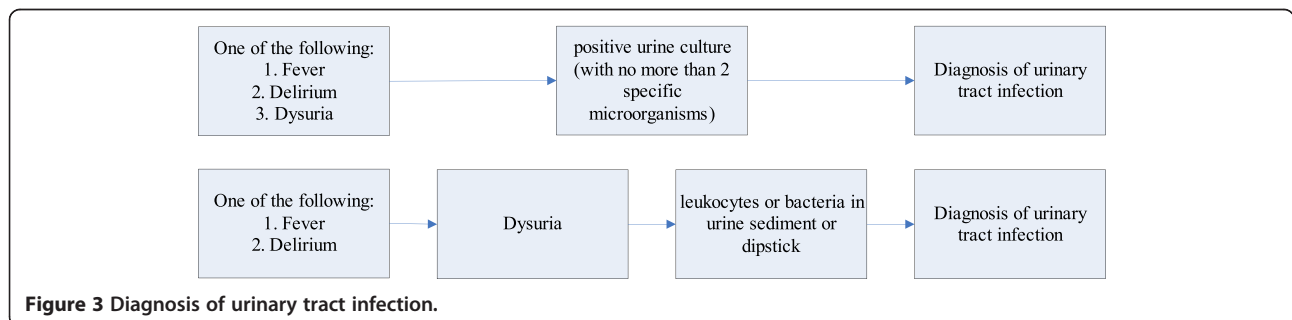 One of the following:
1. Fever
2. Delirium
3. Dysuria
positive urine culture
(with no more than 2
specific
microorganisms)
Diagnosis of urinary
tract infection
One of the following:
1. Fever
2. Delirium
Dysuria
leukocytes or bacteria in
urine sediment or
dipstick
Diagnosis of urinary
tract infection
Figure 3 Diagnosis of urinary tract infection.